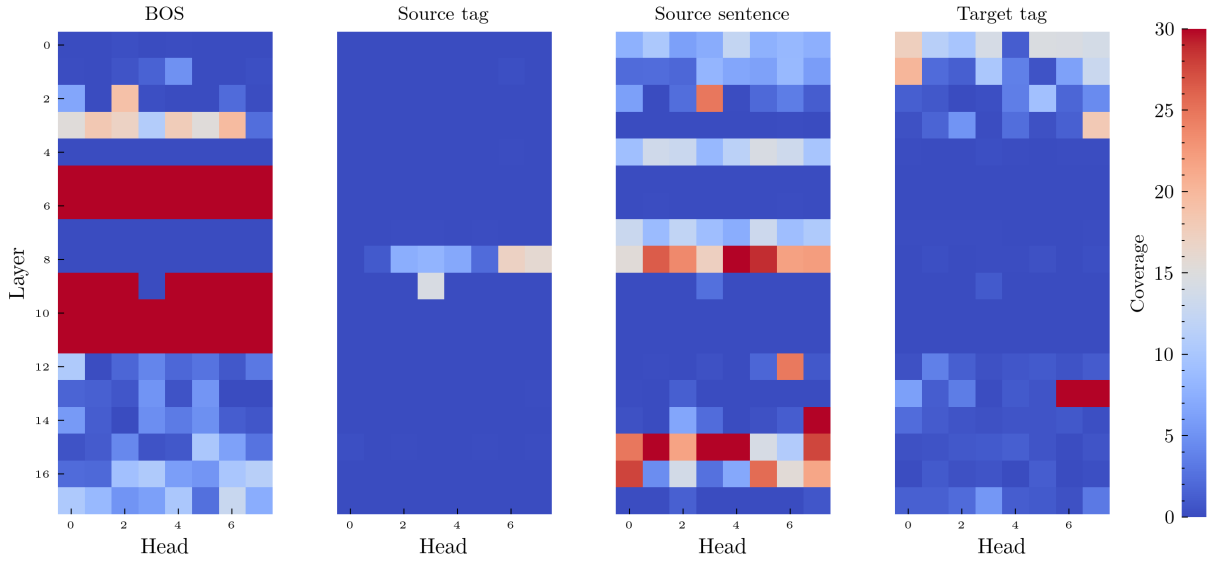 BOS
Source tag
Source sentence
Target tag
Layer
0
2
4
6
8
10
12
14
16
0 2 4 6
0 2 4 6
0 2 4 6
0 2 4 6
Head
Head
Head
Head
Coverage
30
25
20
15
10
5
0